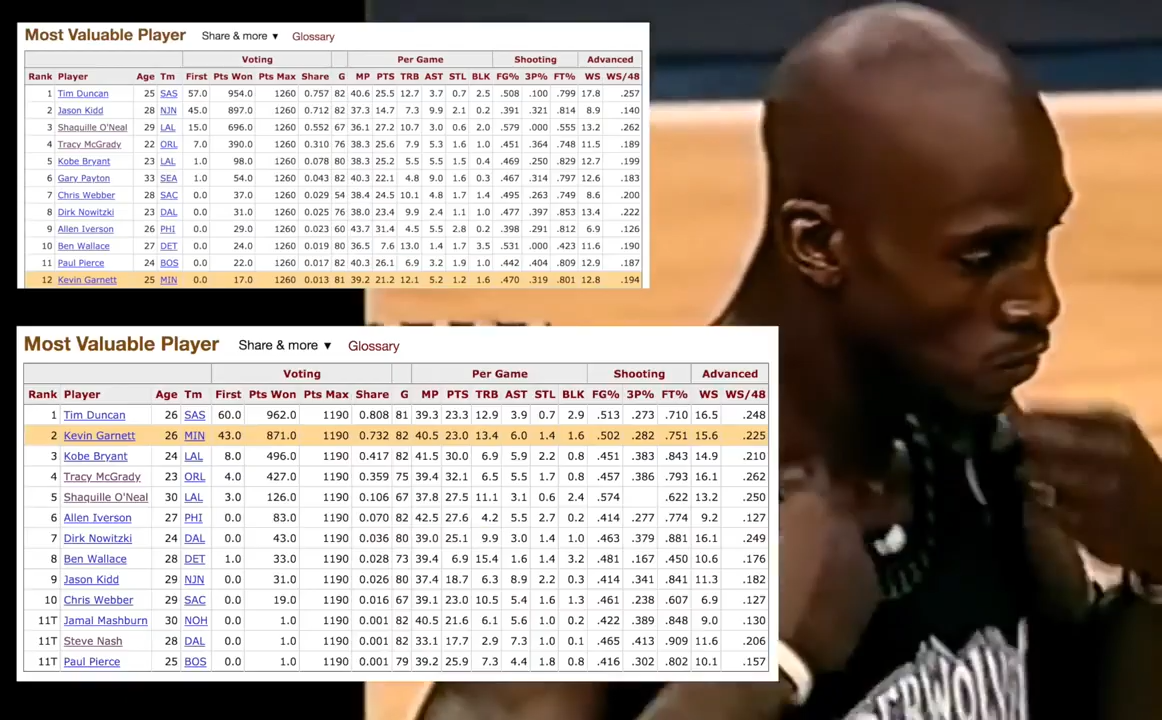 Most Valuable Player Share & more ▼ Glossary
Voting Per Game Shooting Advanced
Rank Player Age Tm First Pts Won Pts Max Share G MP PTS TRB AST STL BLK FG% 3P% FT% WS WS/48
1 Tim Duncan 25 SAS 57.0 954.0 1260 0.757 82 40.6 25.5 12.7 3.7 0.7 2.5 .508 .100 .799 17.8 .257
2 Jason Kidd 28 NJN 45.0 897.0 1260 0.712 82 37.3 14.7 7.3 9.9 2.1 0.2 .391 .321 .814 8.9 .140
3 Shaquille O'Neal 29 LAL 15.0 696.0 1260 0.552 67 36.1 27.2 10.7 3.0 0.6 2.0 .579 .000 .555 13.2 .262
4 Tracy McGrady 22 ORL 7.0 390.0 1260 0.310 76 38.3 25.6 7.9 5.3 1.6 1.0 .451 .364 .748 11.5 .189
5 Kobe Bryant 23 LAL 1.0 98.0 1260 0.078 80 38.3 25.2 5.5 5.5 1.5 0.4 .469 .250 .829 12.7 .199
6 Gary Payton 33 SEA 1.0 54.0 1260 0.043 82 40.3 22.1 4.8 9.0 1.6 0.3 .467 .314 .797 12.6 .183
7 Chris Webber 28 SAC 0.0 37.0 1260 0.029 54 38.4 24.5 10.1 4.8 1.7 1.4 .495 .263 .749 8.6 .200
8 Dirk Nowitzki 23 DAL 0.0 31.0 1260 0.025 76 38.0 23.4 9.9 2.4 1.1 1.0 .477 .397 .853 13.4 .222
9 Allen Iverson 26 PHI 0.0 29.0 1260 0.023 60 43.7 31.4 4.5 5.5 2.8 0.2 .398 .291 .812 6.9 .126
10 Ben Wallace 27 DET 0.0 24.0 1260 0.019 80 36.5 7.6 13.0 1.4 1.7 3.5 .531 .000 .423 11.6 .190
11 Paul Pierce 24 BOS 0.0 22.0 1260 0.017 82 40.3 26.1 6.9 3.2 1.9 1.0 .442 .404 .809 12.9 .187
12 Kevin Garnett 25 MIN 0.0 17.0 1260 0.013 81 39.2 21.2 12.1 5.2 1.2 1.6 .470 .319 .801 12.8 .194
Most Valuable Player Share & more ▼ Glossary
Voting Per Game Shooting Advanced
Rank Player Age Tm First Pts Won Pts Max Share G MP PTS TRB AST STL BLK FG% 3P% FT% WS WS/48
1 Tim Duncan 26 SAS 60.0 962.0 1190 0.808 81 39.3 23.3 12.9 3.9 0.7 2.9 .513 .273 .710 16.5 .248
2 Kevin Garnett 26 MIN 43.0 871.0 1190 0.732 82 40.5 23.0 13.4 6.0 1.4 1.6 .502 .282 .751 15.6 .225
3 Kobe Bryant 24 LAL 8.0 496.0 1190 0.417 82 41.5 30.0 6.9 5.9 2.2 0.8 .451 .383 .843 14.9 .210
4 Tracy McGrady 23 ORL 4.0 427.0 1190 0.359 75 39.4 32.1 6.5 5.5 1.7 0.8 .457 .386 .793 16.1 .262
5 Shaquille O'Neal 30 LAL 3.0 126.0 1190 0.106 67 37.8 27.5 11.1 3.1 0.6 2.4 .574 .622 13.2 .250
6 Allen Iverson 27 PHI 0.0 83.0 1190 0.070 82 42.5 27.6 4.2 5.5 2.7 0.2 .414 .277 .774 9.2 .127
7 Dirk Nowitzki 24 DAL 0.0 43.0 1190 0.036 80 39.0 25.1 9.9 3.0 1.4 1.0 .463 .379 .881 16.1 .249
8 Ben Wallace 28 DET 1.0 33.0 1190 0.028 73 39.4 6.9 15.4 1.6 1.4 3.2 .481 .167 .450 10.6 .176
9 Jason Kidd 29 NJN 0.0 31.0 1190 0.026 80 37.4 18.7 6.3 8.9 2.2 0.3 .414 .341 .841 11.3 .182
10 Chris Webber 29 SAC 0.0 19.0 1190 0.016 67 39.1 23.0 10.5 5.4 1.6 1.3 .461 .238 .607 6.9 .127
11T Jamal Mashburn 30 NOH 0.0 1.0 1190 0.001 82 40.5 21.6 6.1 5.6 1.0 0.2 .422 .389 .848 9.0 .130
11T Steve Nash 28 DAL 0.0 1.0 1190 0.001 82 33.1 17.7 2.9 7.3 1.0 0.1 .465 .413 .909 11.6 .206
11T Paul Pierce 25 BOS 0.0 1.0 1190 0.001 79 39.2 25.9 7.3 4.4 1.8 0.8 .416 .302 .802 10.1 .157